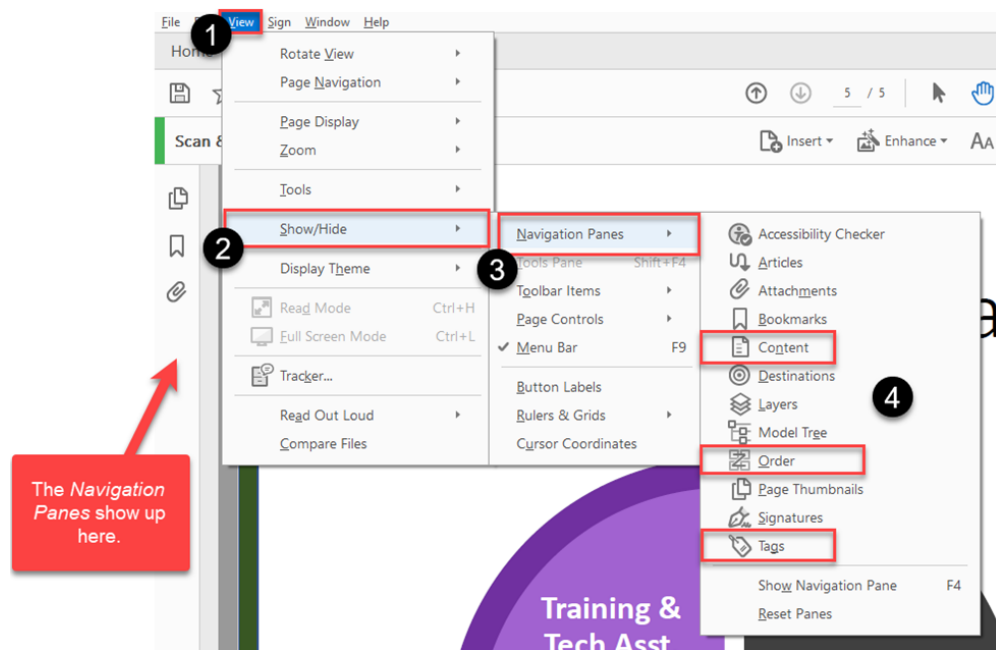 File View Sign Window Help
1
Rotate View
Page Navigation
5 / 5
Page Display
Zoom
Scan &
Insert
Enhance
AA
Tools
2
Show/Hide
Display Theme
Read Mode Ctrl+H
Full Screen Mode Ctrl+L
Tracker...
Read Out Loud
Compare Files
3
Navigation Panes
Tools Pane Shift+F4
Toolbar Items
Page Controls
Menu Bar F9
Button Labels
Rulers & Grids
Cursor Coordinates
4
Accessibility Checker
Articles
Attachments
Bookmarks
Content
Destinations
Layers
Model Tree
Order
Page Thumbnails
Signatures
Tags
Show Navigation Pane F4
Reset Panes
The Navigation
Panes show up
here.
Training &
Tech Asst